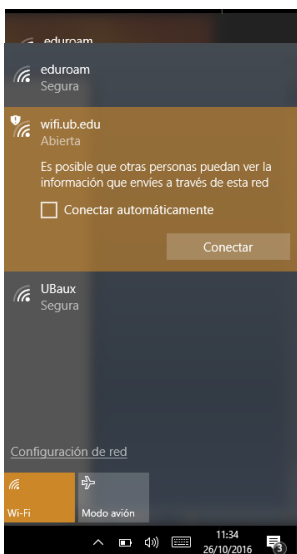 eduroam
eduroam
Segura
wifi.ub.edu
Abierta
Es posible que otras personas puedan ver la
información que envíes a través de esta red
Conectar automáticamente
Conectar
UBaux
Segura
Configuración de red
Wi-Fi
Modo avión
11:34
26/10/2016
3